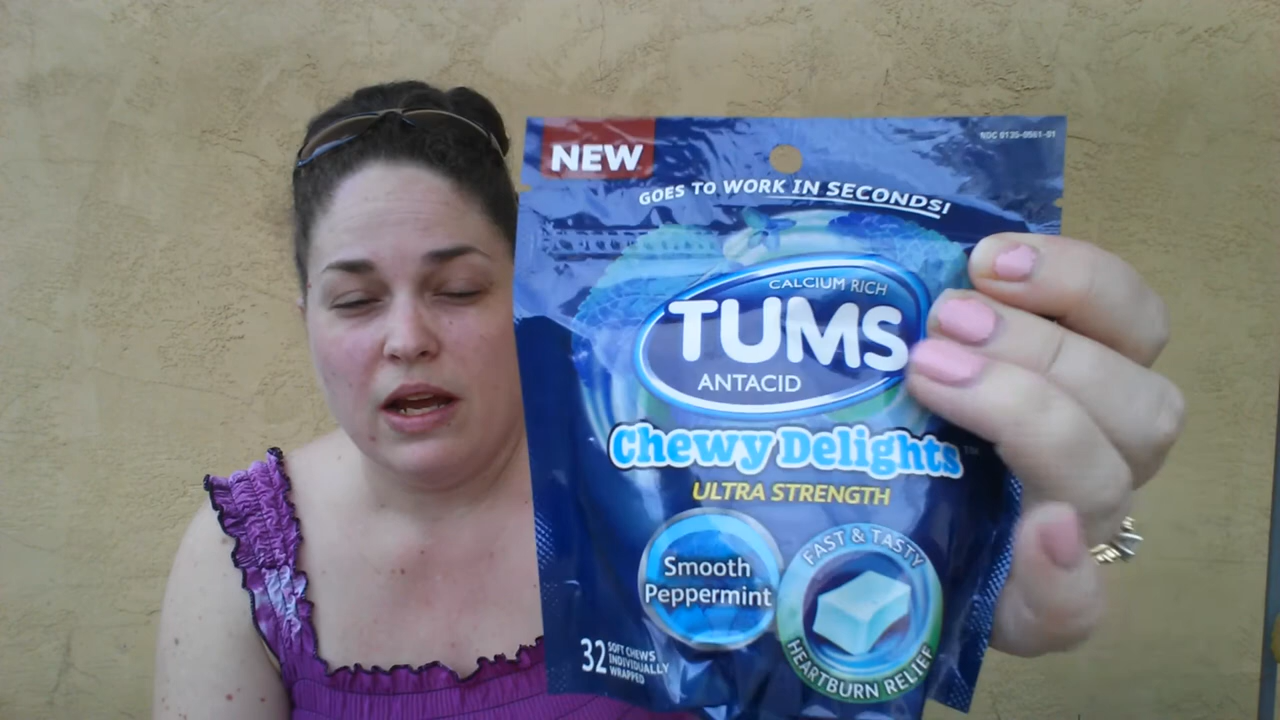 NEW
GOES TO WORK IN SECONDS!
CALCIUM RICH
TUMS
ANTACID
Chewy Delights
ULTRA STRENGTH
Smooth
Peppermint
FAST & TASTY
HEARTBURN RELIEF
32 SOFT CHEWS
INDIVIDUALLY
WRAPPED